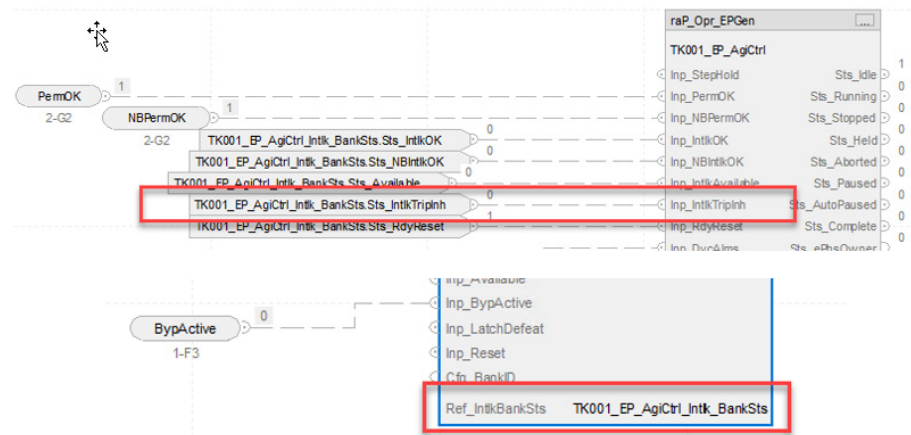 raP_Opr_EPGen ...
TK001_EP_AgiCtrl
1
Inp_StepHold Sts_Idle
0
PermOK 1 Inp_PermOK Sts_Running
0
2-G2 NBPermOK 1 Inp_NBPermOK Sts_Stopped
0
2-G2 TK001_EP_AgiCtrl_Intlk_BankSts.Sts_IntlkOK 0 Inp_IntlkOK Sts_Held
0
TK001_EP_AgiCtrl_Intlk_BankSts.Sts_NBIntlkOK 0 Inp_NBIntlkOK Sts_Aborted
0
TK001_EP_AgiCtrl_Intlk_BankSts.Sts_Available 0 Inp_IntlkAvailable Sts_Paused
0
TK001_EP_AgiCtrl_Intlk_BankSts.Sts_IntlkTripInh 0 Inp_IntlkTripInh Sts_AutoPaused
0
TK001_EP_AgiCtrl_Intlk_BankSts.Sts_RdyReset 1 Inp_RdyReset Sts_Complete
0
Inp_DvcAlms Sts_ePhsOwner
Inp_Available
Inp_BypActive
BypActive 0 Inp_LatchDefeat
1-F3 Inp_Reset
Cfg_BankID
Ref_IntlkBankSts TK001_EP_AgiCtrl_Intlk_BankSts